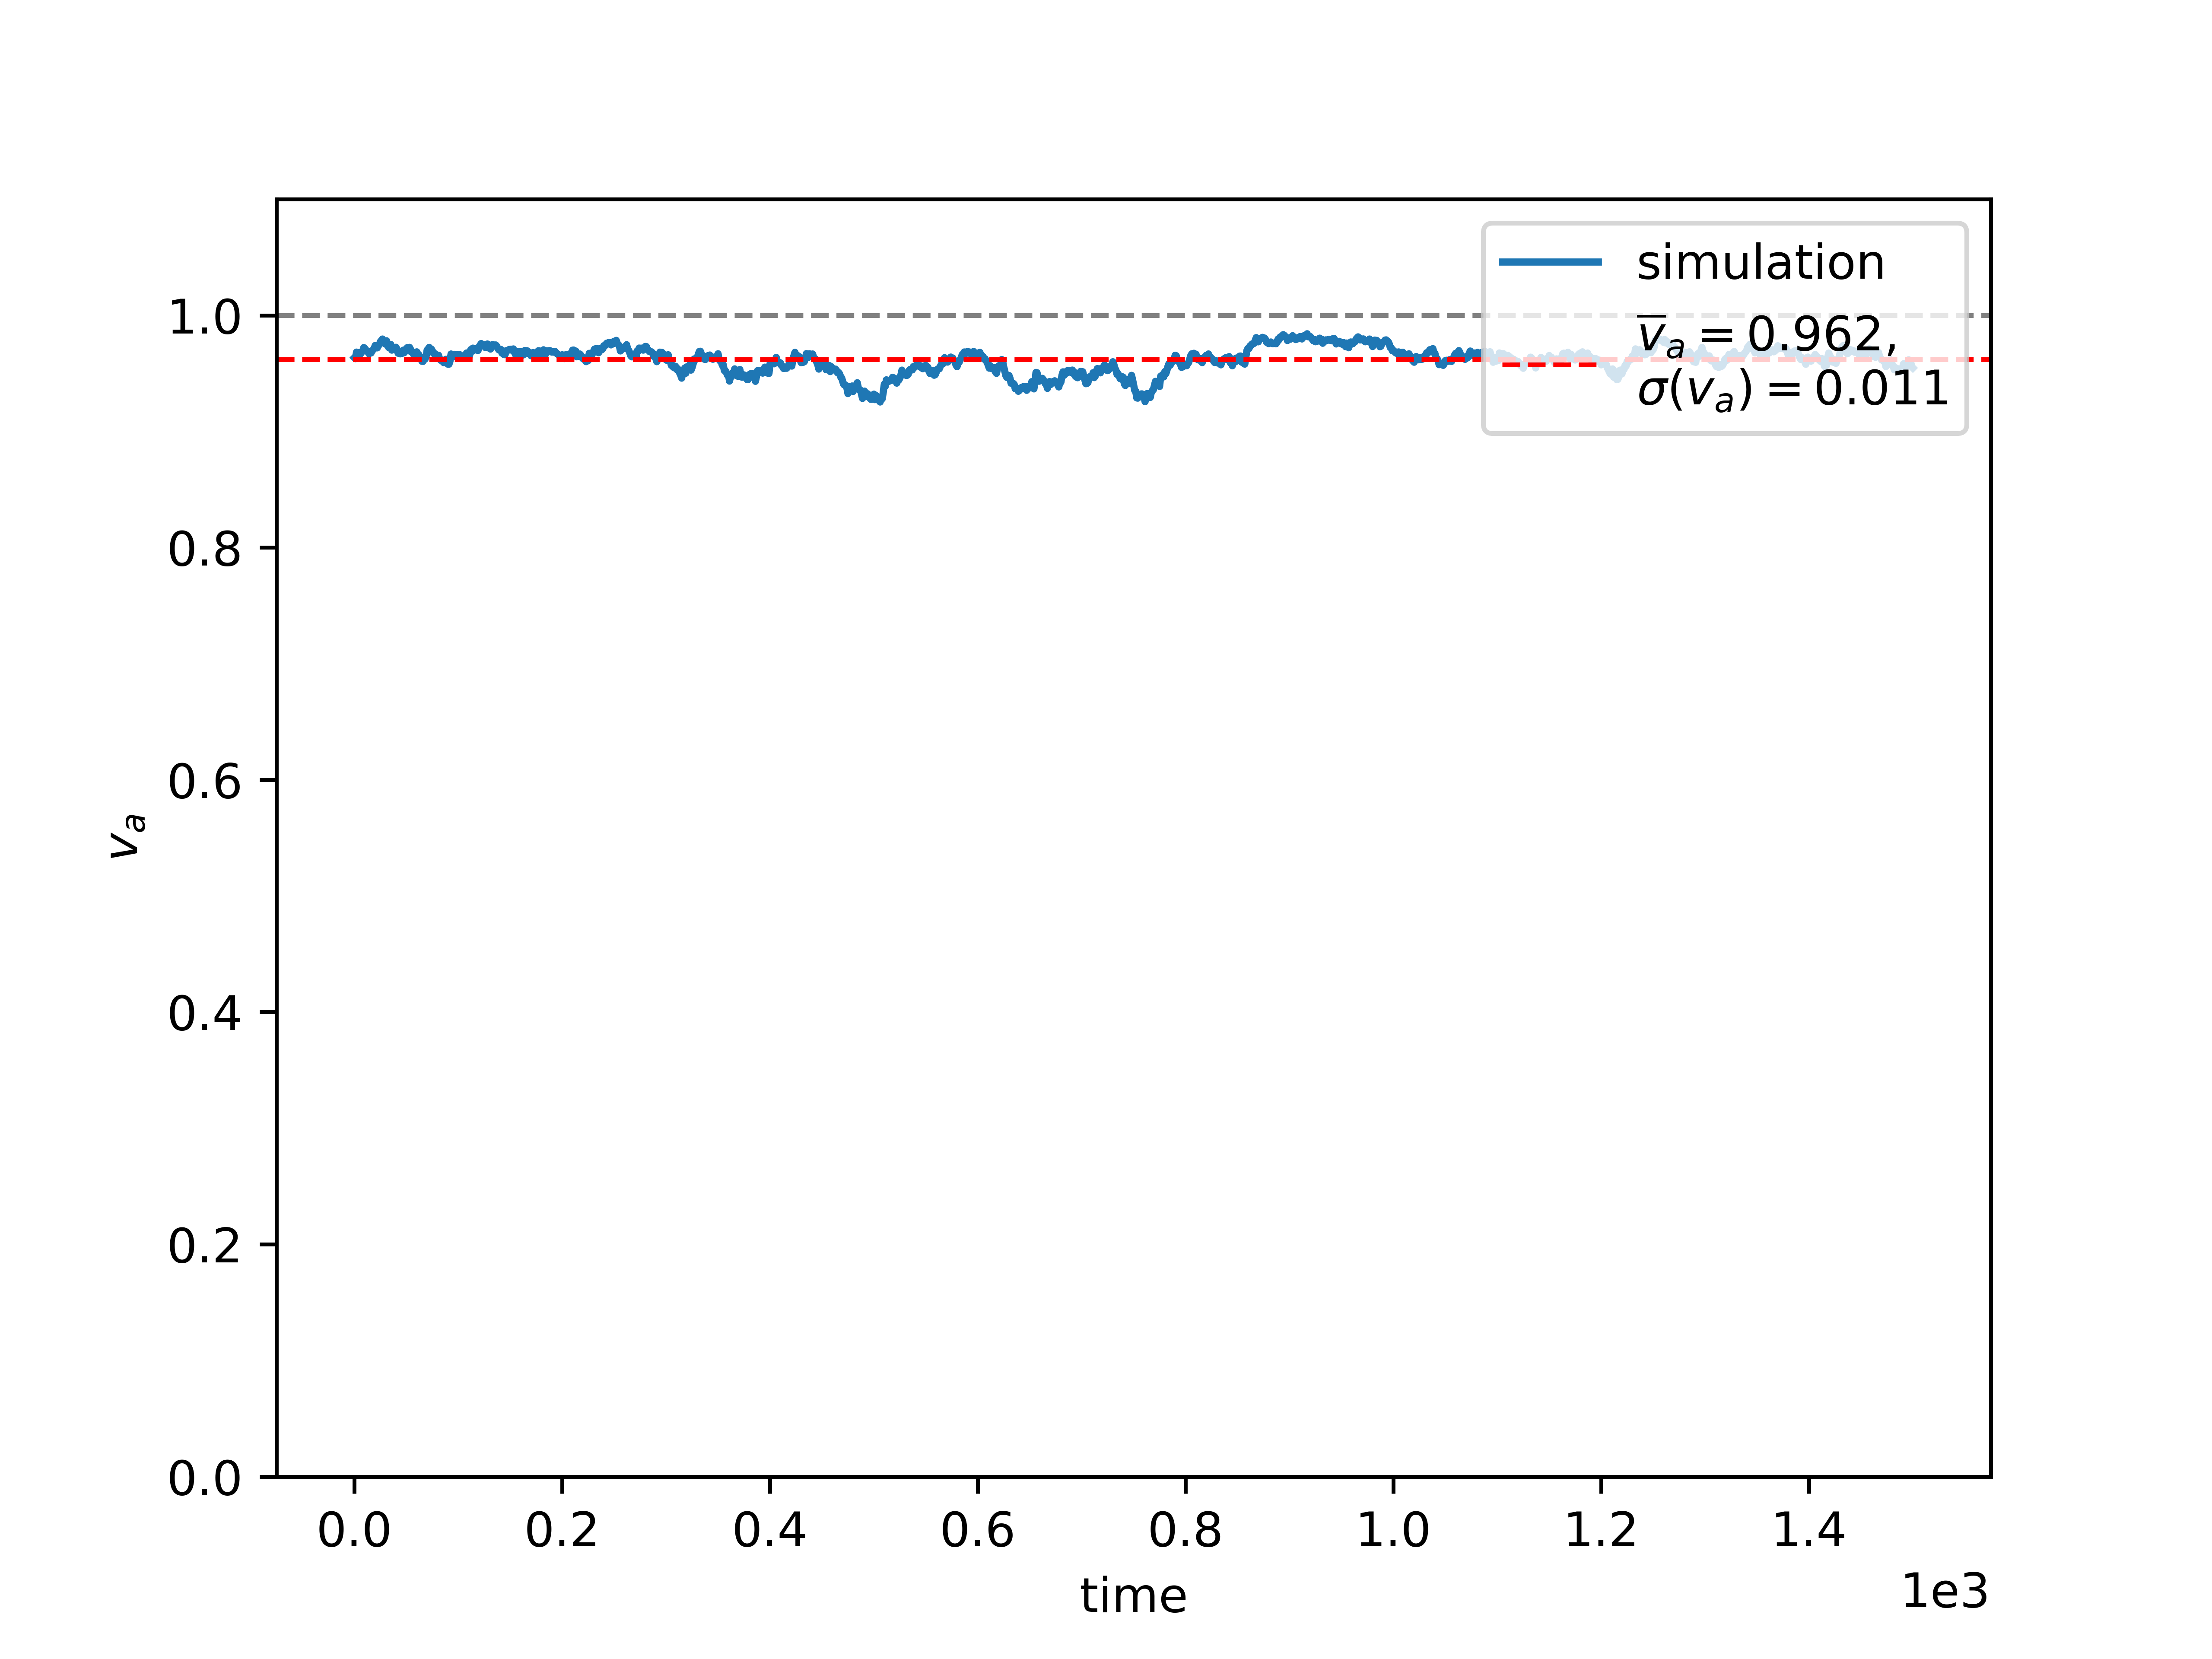 simulation
v̅ₐ = 0.962,
σ(vₐ) = 0.011
1.0
0.8
0.6
0.4
0.2
0.0
vₐ
0.0 0.2 0.4 0.6 0.8 1.0 1.2 1.4
time
1e3